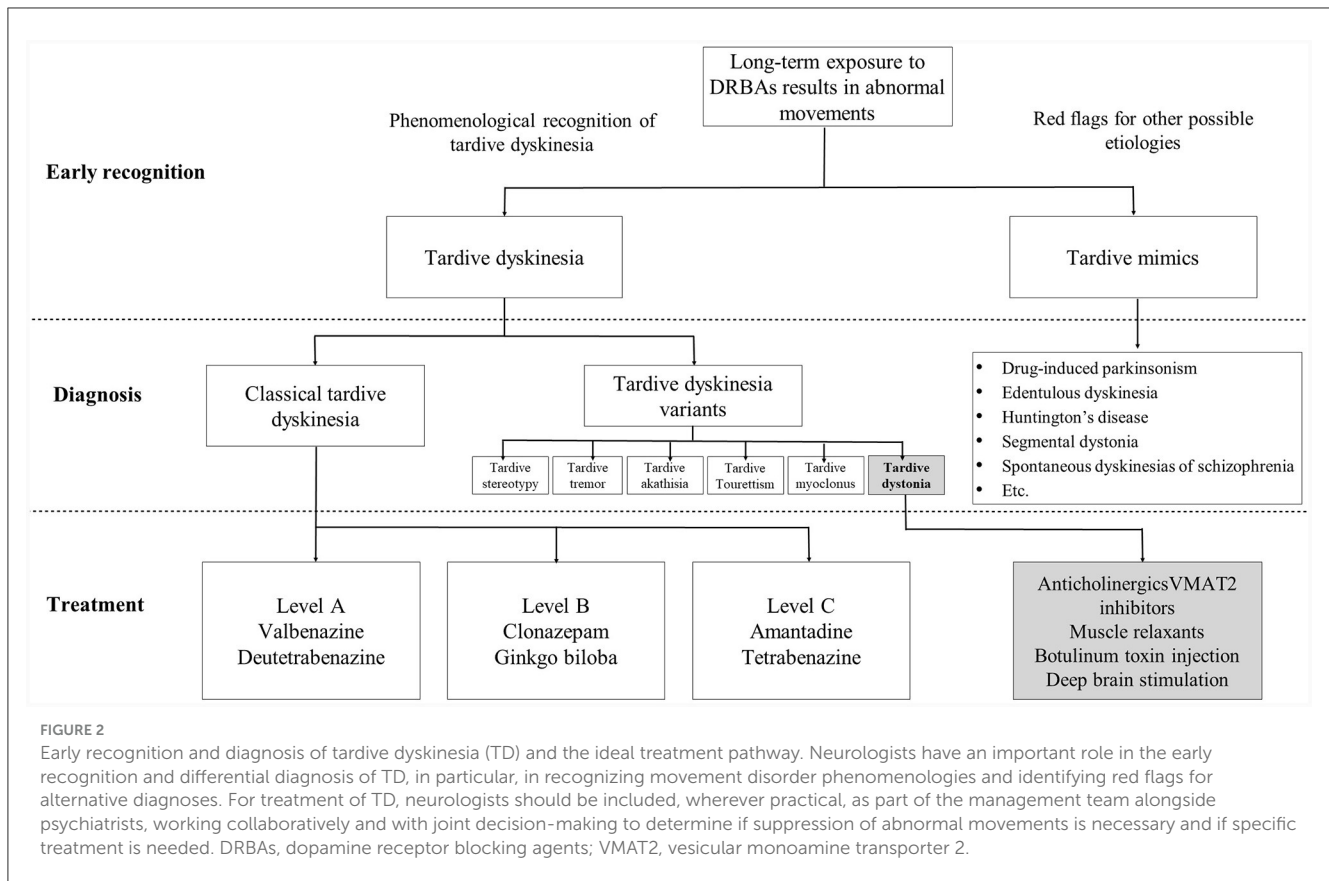 Long-term exposure to
DRBAs results in abnormal
movements
Phenomenological recognition of
tardive dyskinesia
Red flags for other possible
etiologies
Early recognition
Tardive dyskinesia
Tardive mimics
Diagnosis
Classical tardive
dyskinesia
Tardive dyskinesia
variants
Tardive
stereotypy
Tardive
tremor
Tardive
akathisia
Tardive
Tourettism
Tardive
myoclonus
Tardive
dystonia
• Drug-induced parkinsonism
• Edentulous dyskinesia
• Huntington's disease
• Segmental dystonia
• Spontaneous dyskinesias of schizophrenia
• Etc.
Treatment
Level A
Valbenazine
Deutetrabenazine
Level B
Clonazepam
Ginkgo biloba
Level C
Amantadine
Tetrabenazine
AnticholinergicsVMAT2
inhibitors
Muscle relaxants
Botulinum toxin injection
Deep brain stimulation
FIGURE 2
Early recognition and diagnosis of tardive dyskinesia (TD) and the ideal treatment pathway. Neurologists have an important role in the early
recognition and differential diagnosis of TD, in particular, in recognizing movement disorder phenomenologies and identifying red flags for
alternative diagnoses. For treatment of TD, neurologists should be included, wherever practical, as part of the management team alongside
psychiatrists, working collaboratively and with joint decision-making to determine if suppression of abnormal movements is necessary and if specific
treatment is needed. DRBAs, dopamine receptor blocking agents; VMAT2, vesicular monoamine transporter 2.